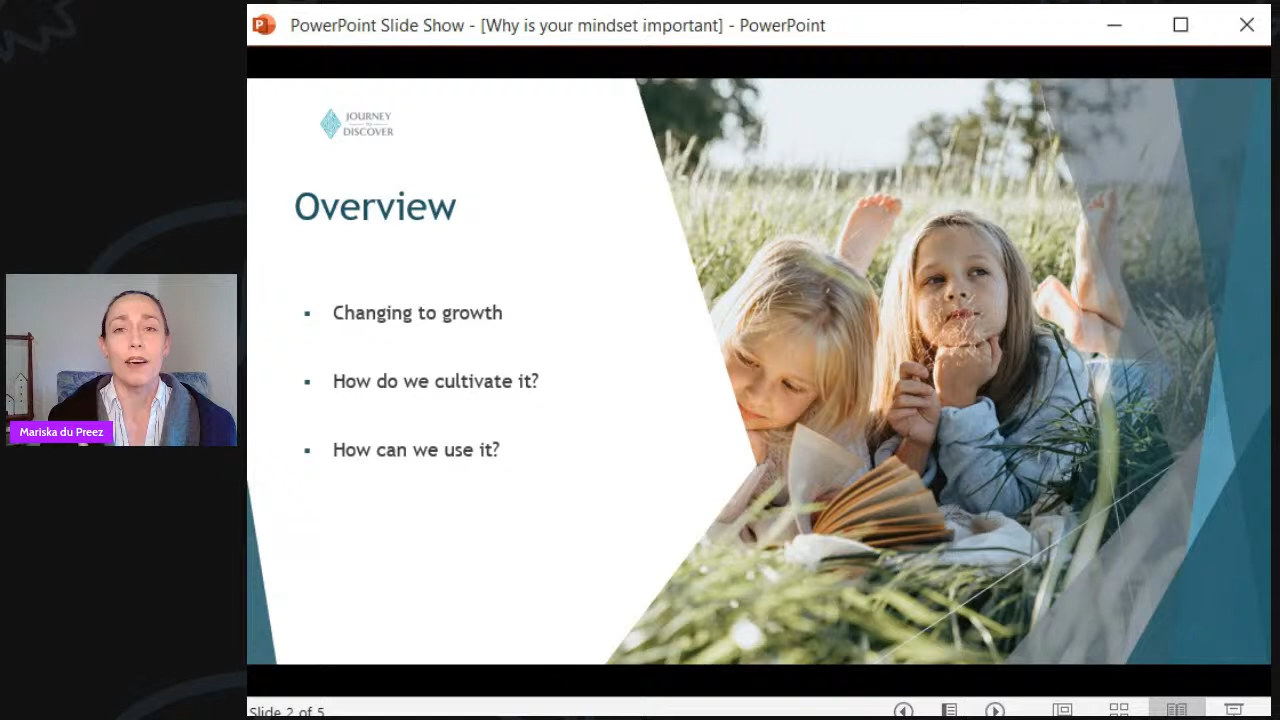 PowerPoint Slide Show - [Why is your mindset important] - PowerPoint
JOURNEY
DISCOVER
Overview
▪ Changing to growth
▪ How do we cultivate it?
▪ How can we use it?
Mariska du Preez
Slide 2 of 5